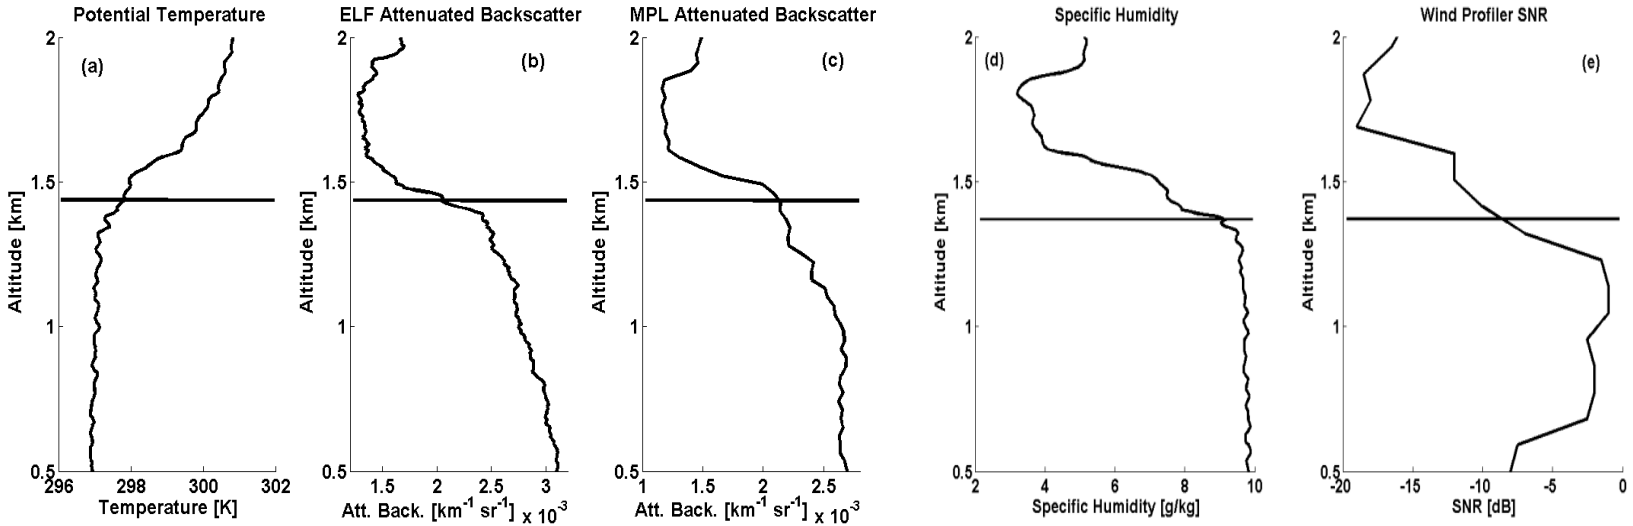 Potential Temperature
(a)
Altitude [km]
2
1.5
1
0.5
296 298 300 302
Temperature [K]
ELF Attenuated Backscatter
(b)
Altitude [km]
2
1.5
1
0.5
1.5 2 2.5 3
Att. Back. [km-1 sr-1] x 10-3
MPL Attenuated Backscatter
(c)
Altitude [km]
2
1.5
1
0.5
1 1.5 2 2.5
Att. Back. [km-1 sr-1] x 10-3
Specific Humidity
(d)
Altitude [km]
2
1.5
1
0.5
2 4 6 8 10
Specific Humidity [g/kg]
Wind Profiler SNR
(e)
Altitude [km]
2
1.5
1
0.5
-20 -15 -10 -5 0
SNR [dB]